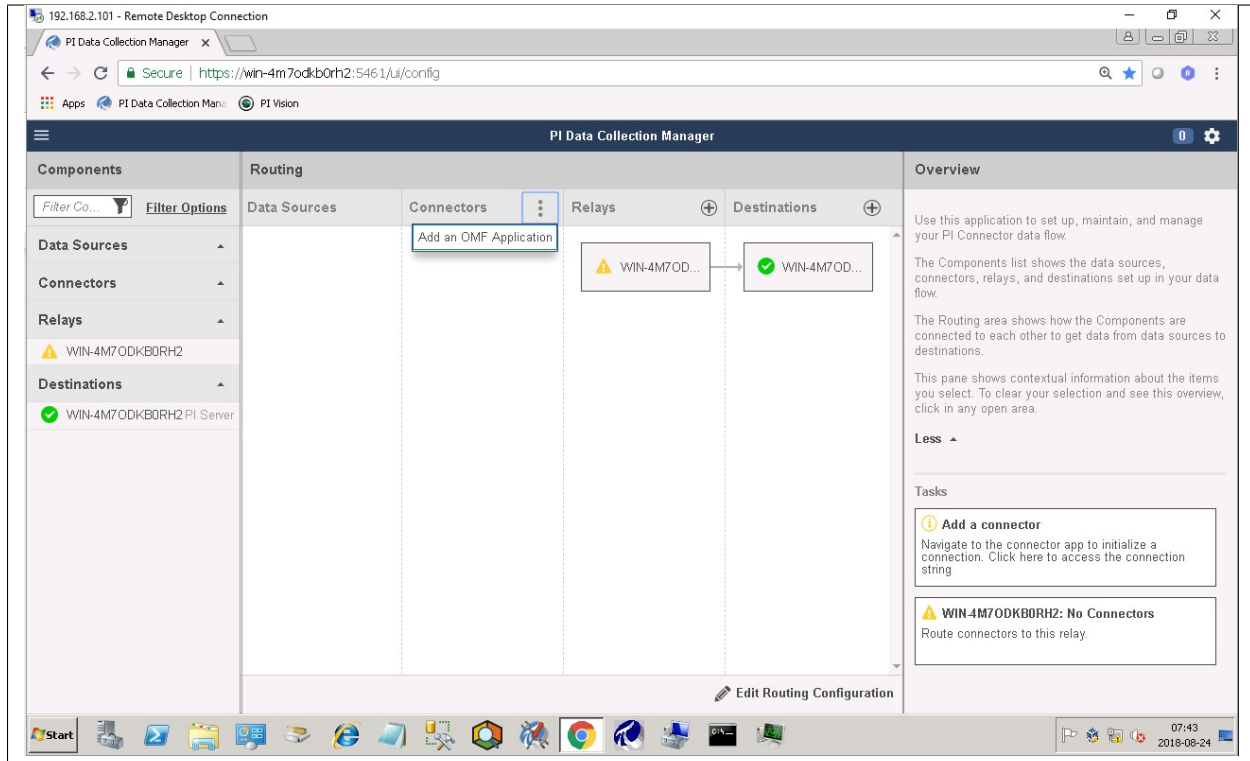 192.168.2.101 - Remote Desktop Connection
PI Data Collection Manager
Secure | https://win-4m7odkb0rh2:5461/ui/config
Apps PI Data Collection Mana PI Vision
PI Data Collection Manager
0
Components
Filter Co... Filter Options
Data Sources
Connectors
Relays
WIN-4M7ODKB0RH2
Destinations
WIN-4M7ODKB0RH2 PI Server
Routing
Data Sources Connectors Relays Destinations
Add an OMF Application
WIN-4M7OD... WIN-4M7OD...
Edit Routing Configuration
Overview
Use this application to set up, maintain, and manage
your PI Connector data flow.
The Components list shows the data sources,
connectors, relays, and destinations set up in your data
flow.
The Routing area shows how the Components are
connected to each other to get data from data sources to
destinations.
This pane shows contextual information about the items
you select. To clear your selection and see this overview,
click in any open area.
Less
Tasks
Add a connector
Navigate to the connector app to initialize a
connection. Click here to access the connection
string
WIN-4M7ODKB0RH2: No Connectors
Route connectors to this relay.
Start
07:43
2018-08-24